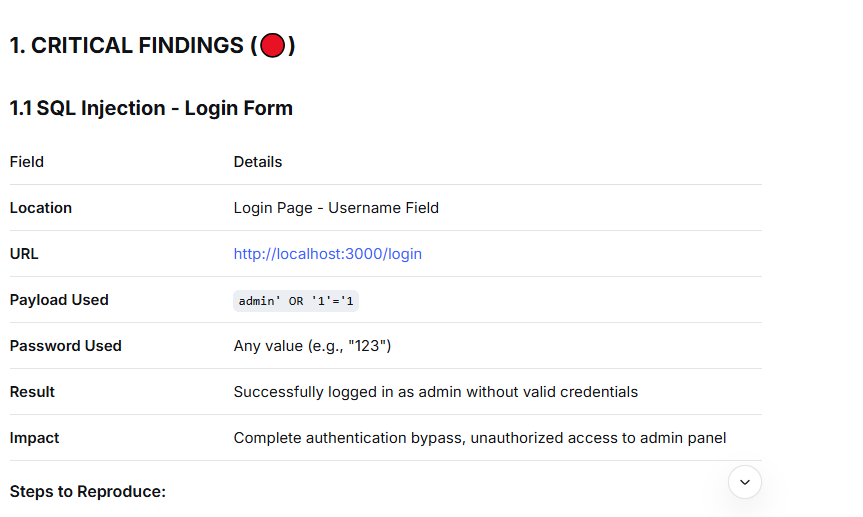 1. CRITICAL FINDINGS (🔴)
1.1 SQL Injection - Login Form
Field Details
Location Login Page - Username Field
URL http://localhost:3000/login
Payload Used admin' OR '1'='1
Password Used Any value (e.g., "123")
Result Successfully logged in as admin without valid credentials
Impact Complete authentication bypass, unauthorized access to admin panel
Steps to Reproduce: